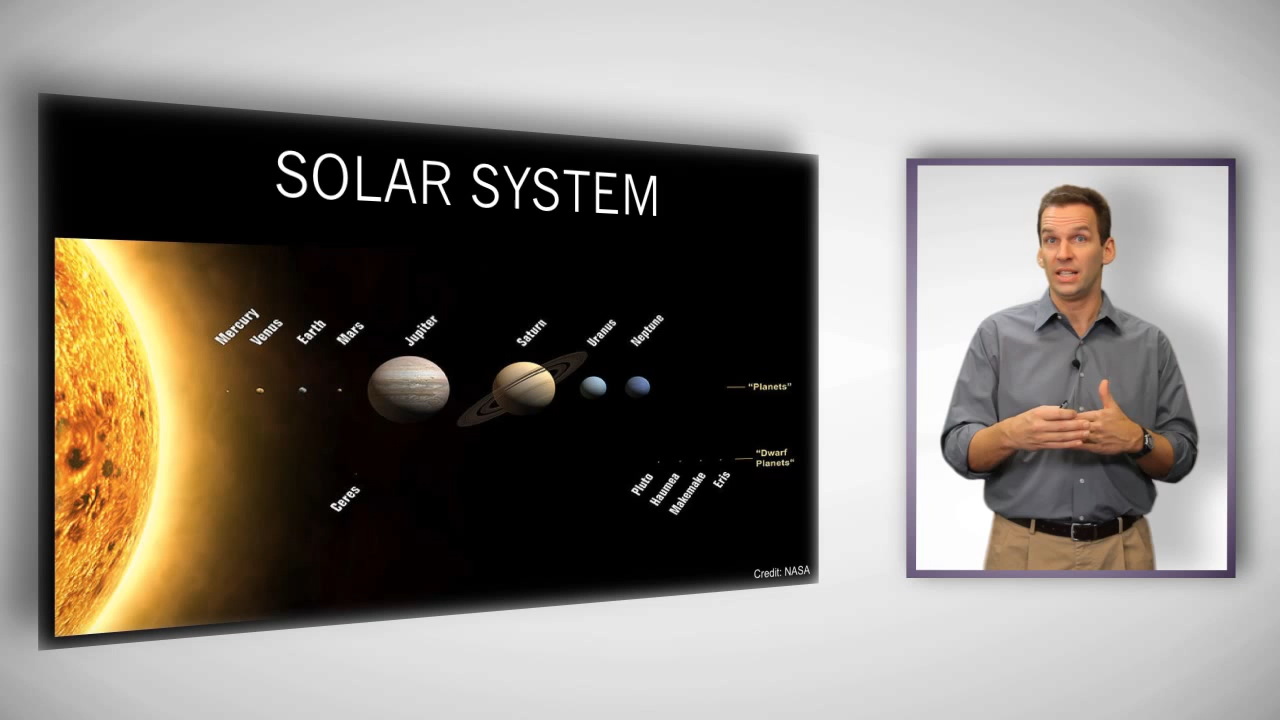 SOLAR SYSTEM
Mercury
Venus
Earth
Mars
Jupiter
Saturn
Uranus
Neptune
"Planets"
"Dwarf
Planets"
Ceres
Pluto
Haumea
Makemake
Eris
Credit: NASA